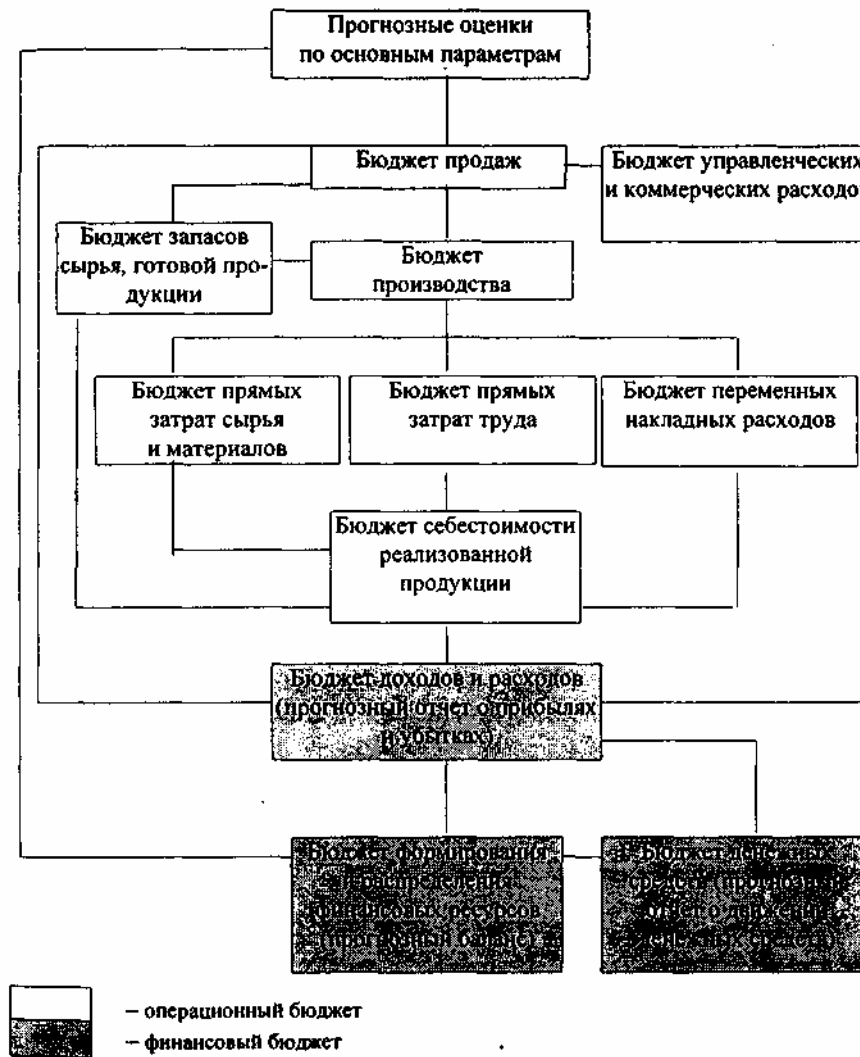 Прогнозные оценки
по основным параметрам
Бюджет продаж
Бюджет управленческих
и коммерческих расходо
Бюджет запасов
сырья, готовой про-
дукции
Бюджет
производства
Бюджет прямых
затрат сырья
и материалов
Бюджет прямых
затрат труда
Бюджет переменных
накладных расходов
Бюджет себестоимости
реализованной
продукции
Бюджет доходов и расходов
(прогнозный отчет о прибылях
и убытках)
Бюджет формирования
и распределения
финансовых ресурсов
(прогнозный баланс)
Бюджет денежных
средств (прогнозный
отчет о движении
денежных средств)
– операционный бюджет
– финансовый бюджет